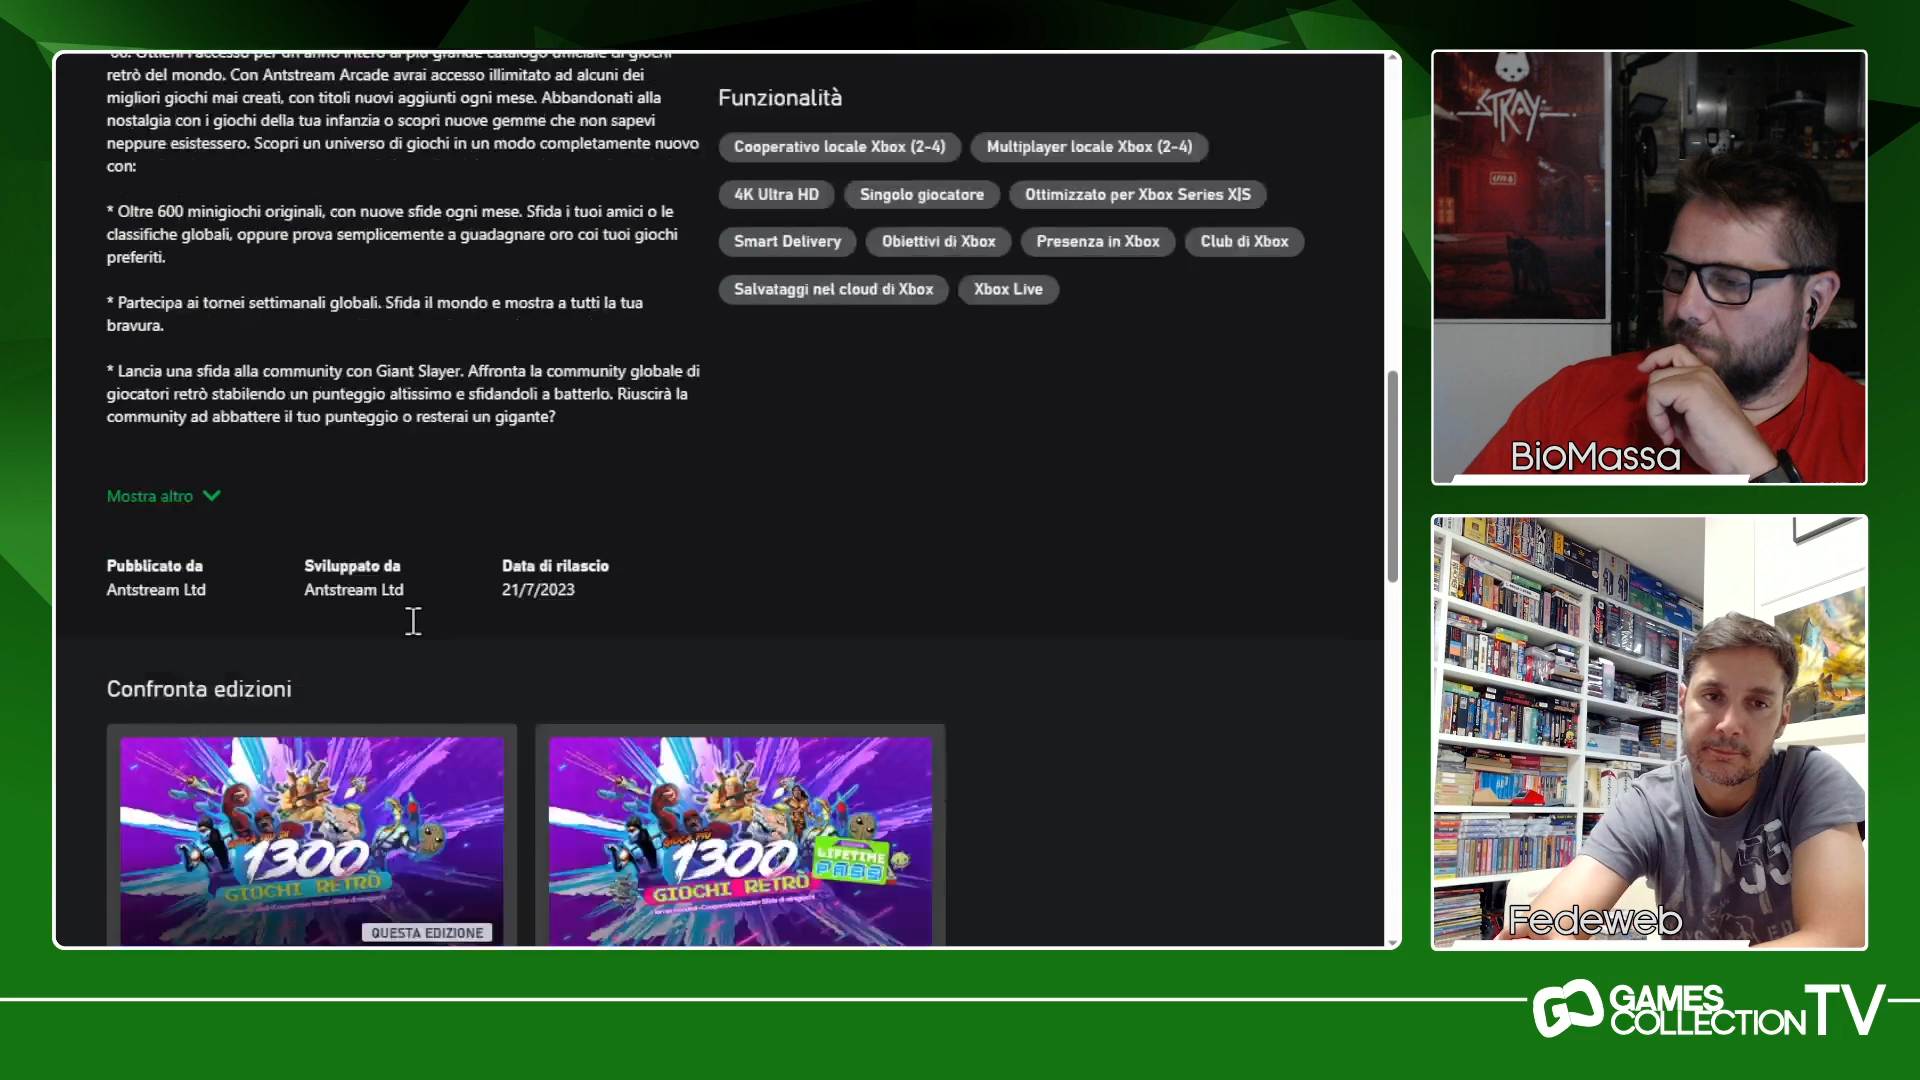 retrò del mondo. Con Antstream Arcade avrai accesso illimitato ad alcuni dei
migliori giochi mai creati, con titoli nuovi aggiunti ogni mese. Abbandonati alla
nostalgia con i giochi della tua infanzia o scopri nuove gemme che non sapevi
neppure esistessero. Scopri un universo di giochi in un modo completamente nuovo
con:
* Oltre 600 minigiochi originali, con nuove sfide ogni mese. Sfida i tuoi amici o le
classifiche globali, oppure prova semplicemente a guadagnare oro coi tuoi giochi
preferiti.
* Partecipa ai tornei settimanali globali. Sfida il mondo e mostra a tutti la tua
bravura.
* Lancia una sfida alla community con Giant Slayer. Affronta la community globale di
giocatori retrò stabilendo un punteggio altissimo e sfidandoli a batterlo. Riuscirà la
community ad abbattere il tuo punteggio o resterai un gigante?
Mostra altro
Pubblicato da
Antstream Ltd
Sviluppato da
Antstream Ltd
Data di rilascio
21/7/2023
Funzionalità
Cooperativo locale Xbox (2-4)
Multiplayer locale Xbox (2-4)
4K Ultra HD
Singolo giocatore
Ottimizzato per Xbox Series X|S
Smart Delivery
Obiettivi di Xbox
Presenza in Xbox
Club di Xbox
Salvataggi nel cloud di Xbox
Xbox Live
Confronta edizioni
1300
GIOCHI RETRÒ
QUESTA EDIZIONE
1300
GIOCHI RETRÒ
LIFETIME
PASS
STRAY
BioMassa
55
Fedeweb
GAMES
COLLECTION TV